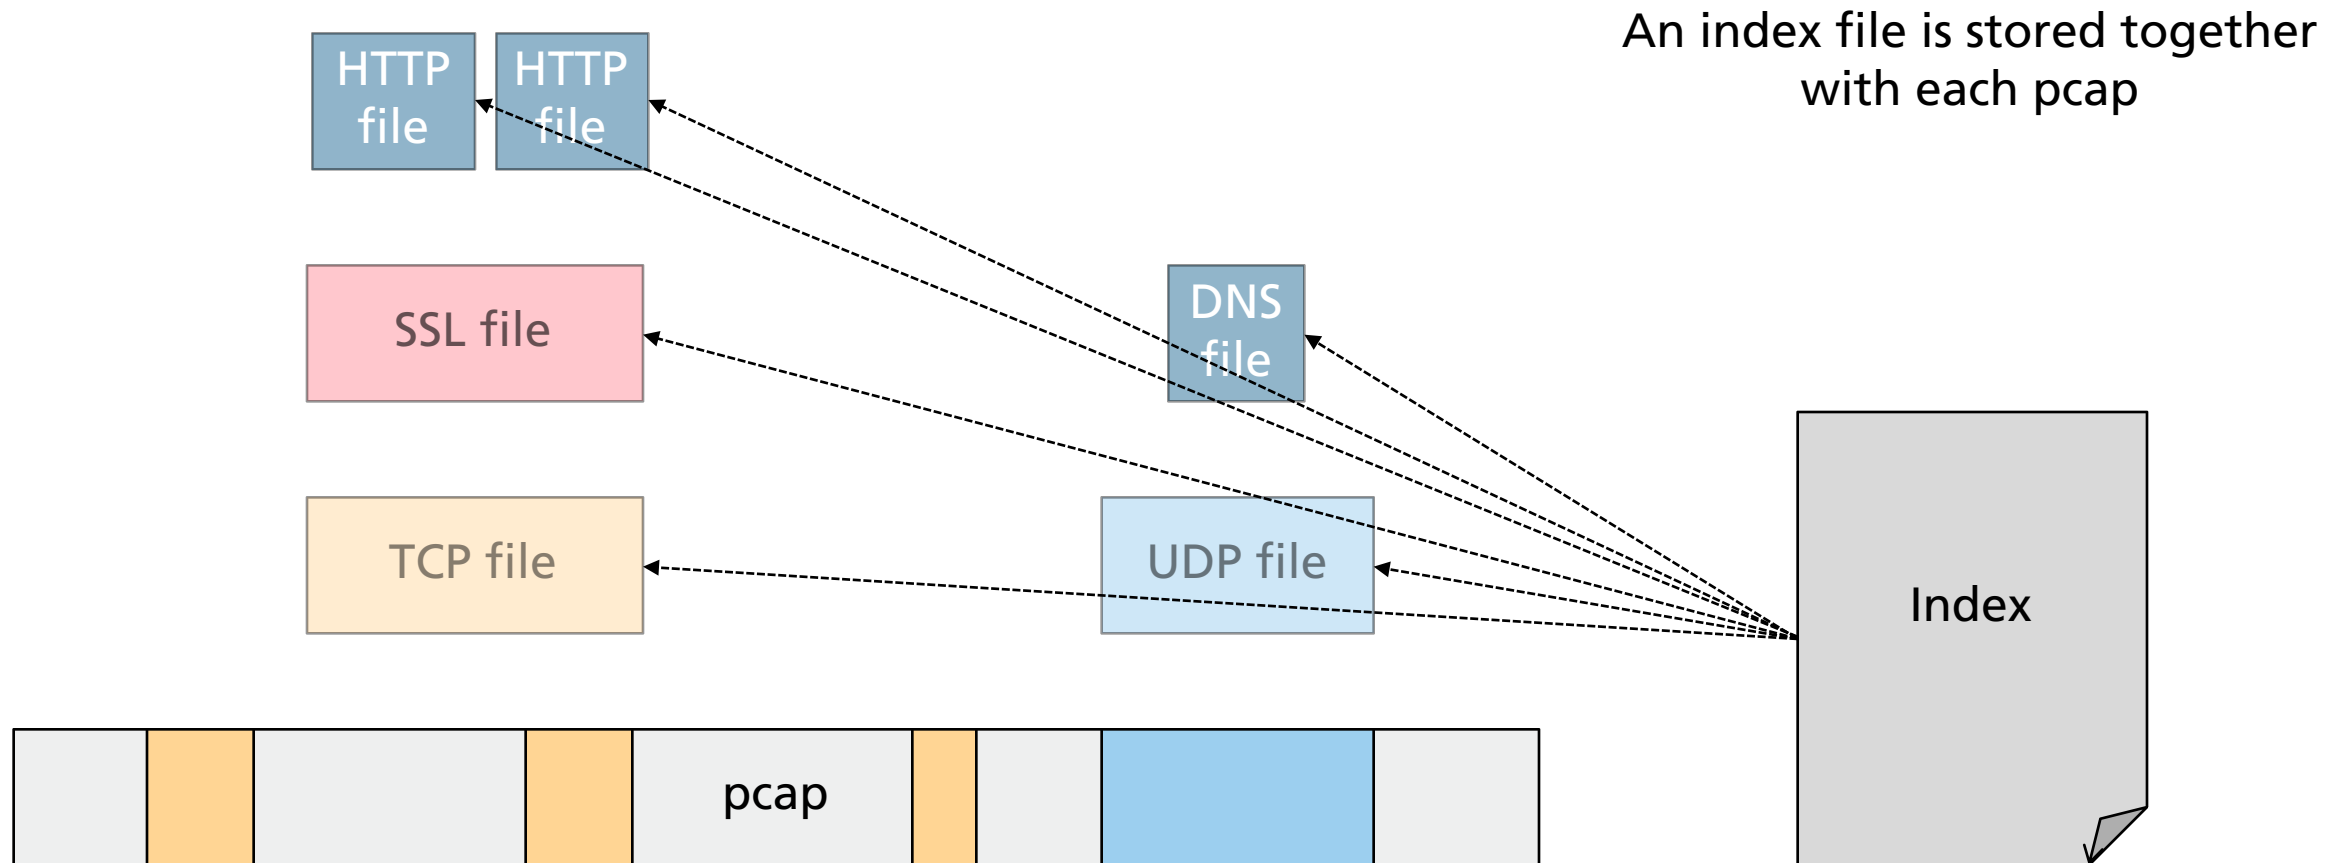 An index file is stored together
with each pcap
HTTP
file
HTTP
file
SSL file
DNS
file
TCP file
UDP file
Index
pcap